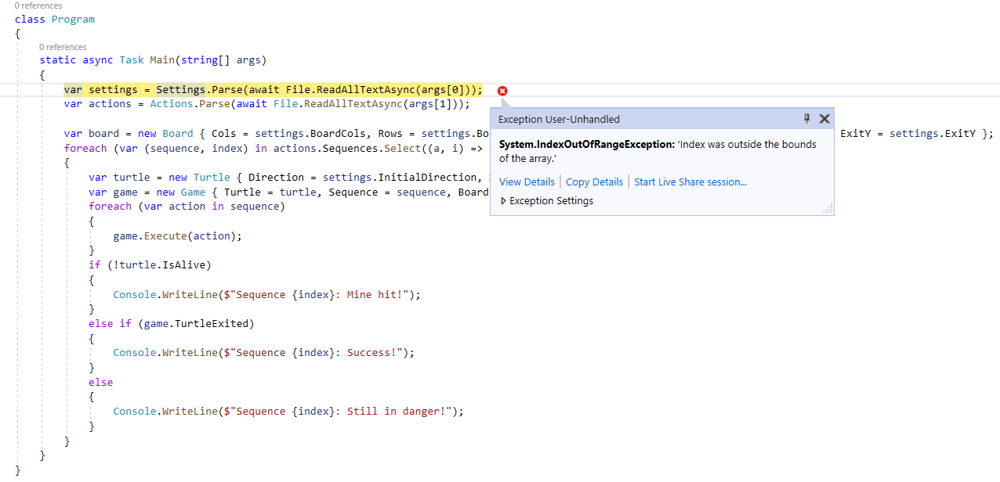 0 references
class Program
{
0 references
static async Task Main(string[] args)
{
var settings = Settings.Parse(await File.ReadAllTextAsync(args[0]));
var actions = Actions.Parse(await File.ReadAllTextAsync(args[1]));
Exception User-Unhandled
System.IndexOutOfRangeException: 'Index was outside the bounds
of the array.'
View Details | Copy Details | Start Live Share session...
Exception Settings
var board = new Board { Cols = settings.BoardCols, Rows = settings.Bo ExitY = settings.ExitY };
foreach (var (sequence, index) in actions.Sequences.Select((a, i) =>
{
var turtle = new Turtle { Direction = settings.InitialDirection,
var game = new Game { Turtle = turtle, Sequence = sequence, Board
foreach (var action in sequence)
{
game.Execute(action);
}
if (!turtle.IsAlive)
{
Console.WriteLine($"Sequence {index}: Mine hit!");
}
else if (game.TurtleExited)
{
Console.WriteLine($"Sequence {index}: Success!");
}
else
{
Console.WriteLine($"Sequence {index}: Still in danger!");
}
}
}
}